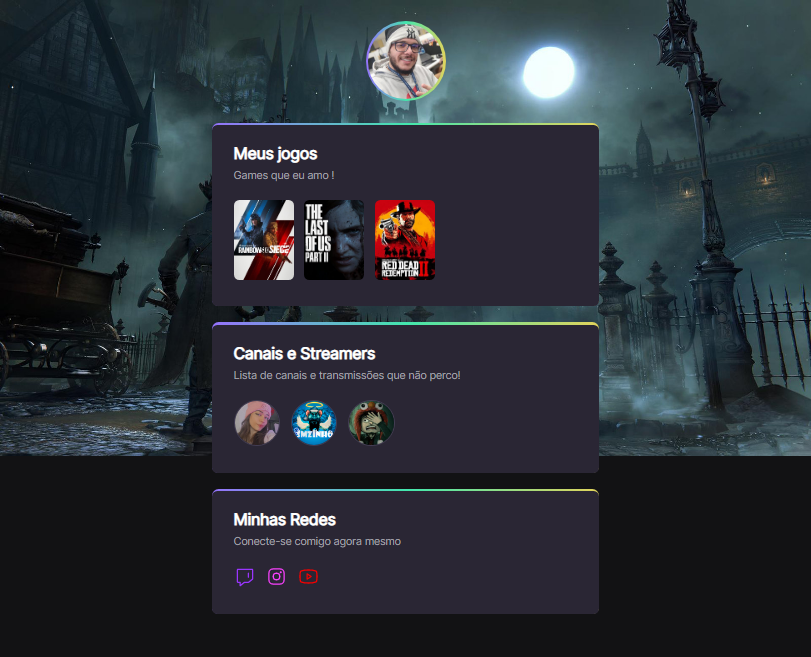 Meus jogos
Games que eu amo !
RAINBOW SIX SIEGE
THE
LAST
OF US
PART II
RED DEAD
REDEMPTION II
Canais e Streamers
Lista de canais e transmissões que não perco!
Minhas Redes
Conecte-se comigo agora mesmo